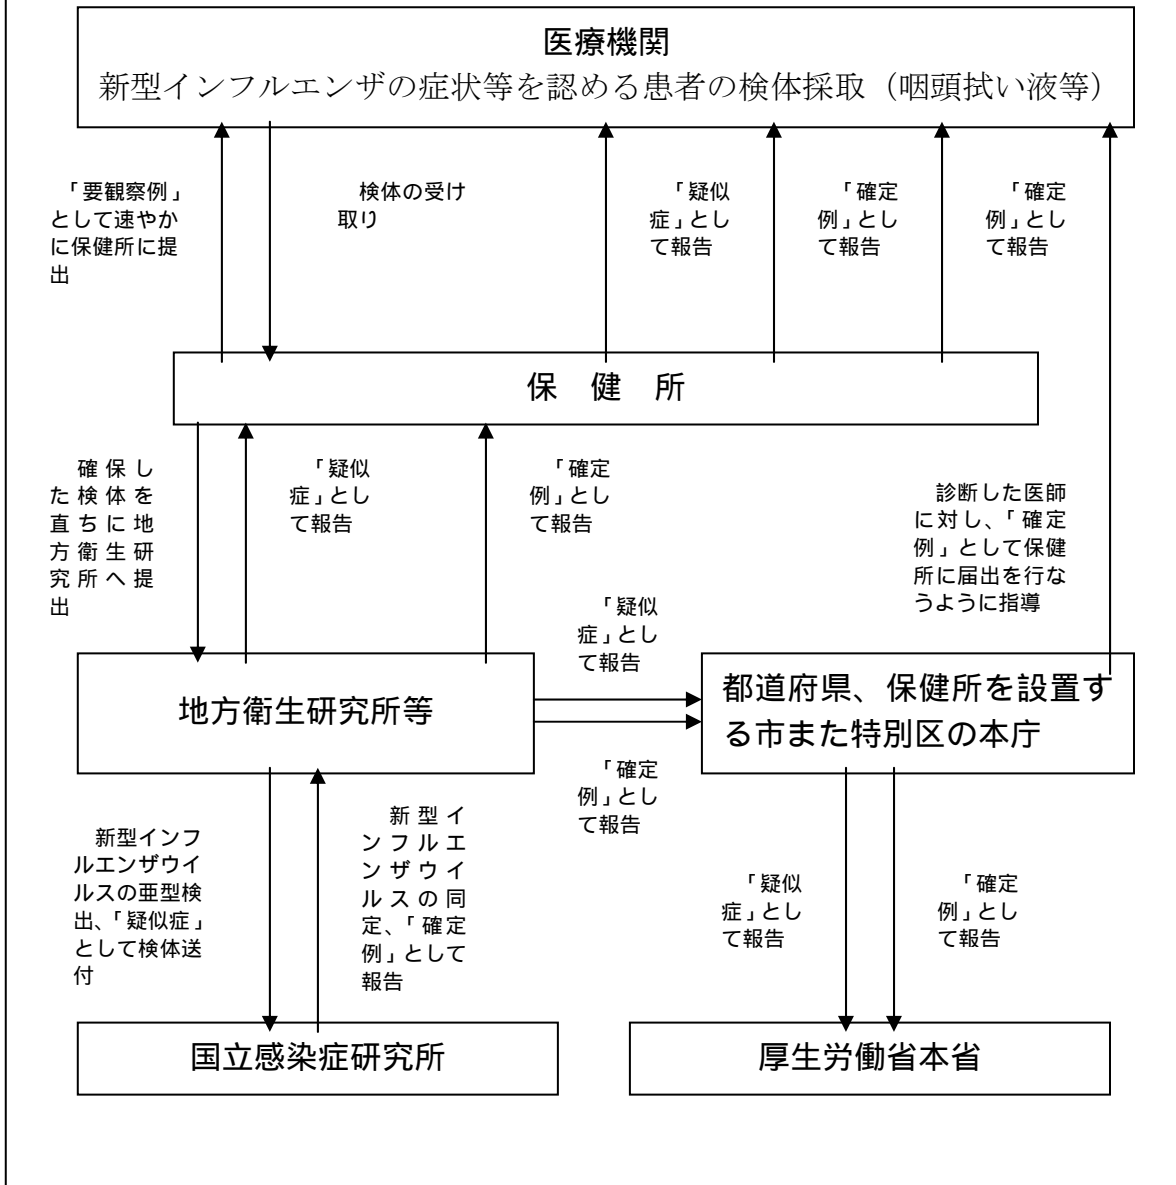 医療機関
新型インフルエンザの症状等を認める患者の検体採取（咽頭拭い液等）
「要観察例」
として速やか
に保健所に提
出
検体の受け
取り
「疑似
症」とし
て報告
「確定
例」とし
て報告
「確定
例」とし
て報告
保　健　所
確保し
た検体を
直ちに地
方衛生研
究所へ提
出
「疑似
症」とし
て報告
「確定
例」とし
て報告
診断した医師
に対し、「確定
例」として保健
所に届出を行な
うように指導
「疑似
症」とし
て報告
地方衛生研究所等
都道府県、保健所を設置す
る市また特別区の本庁
「確定
例」とし
て報告
新型インフ
ルエンザウイ
ルスの亜型検
出、「疑似症」
として検体送
付
新型イ
ンフルエ
ンザウイ
ルスの同
定、「確定
例」として
報告
「疑似
症」とし
て報告
「確定
例」とし
て報告
国立感染症研究所
厚生労働省本省